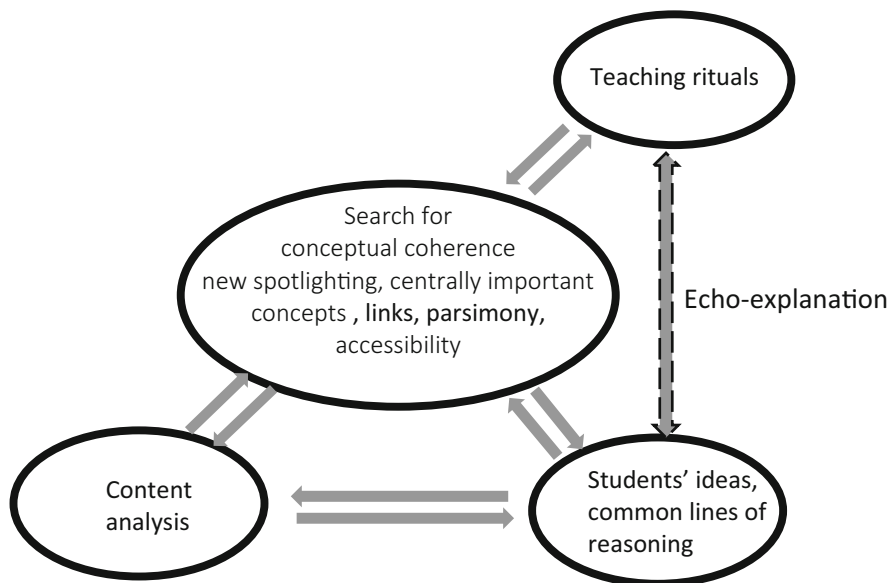 Teaching rituals
Search for
conceptual coherence
new spotlighting, centrally important
concepts , links, parsimony,
accessibility
Echo-explanation
Content
analysis
Students’ ideas,
common lines of
reasoning